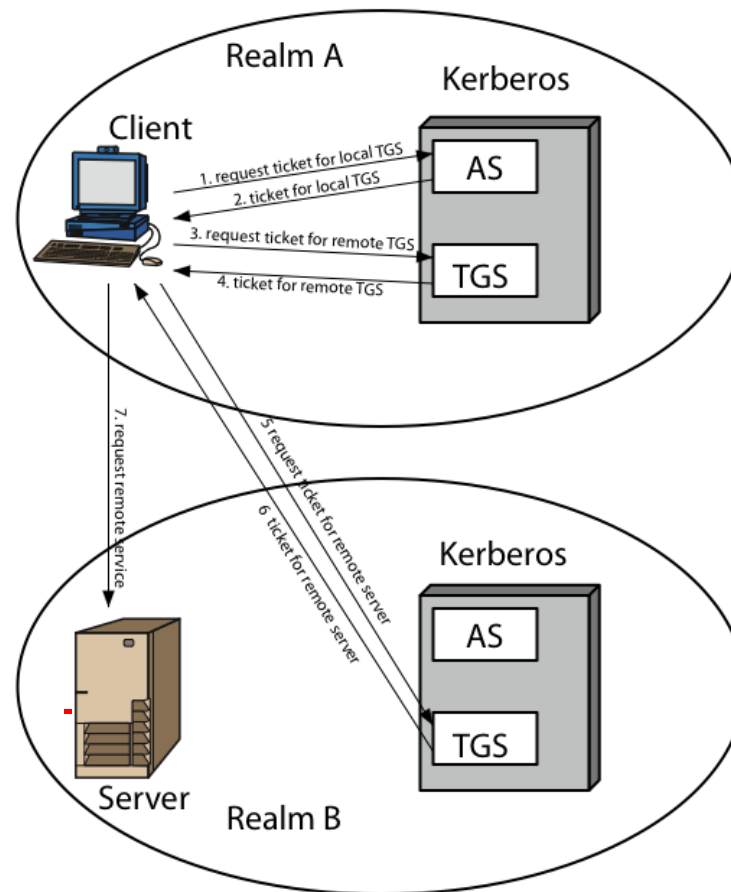 Realm A
Kerberos
Client
1. request ticket for local TGS
AS
2. ticket for local TGS
3. request ticket for remote TGS
TGS
4. ticket for remote TGS
5 request ticket for remote server
6 ticket for remote server
7. request remote service
Kerberos
AS
TGS
Server
Realm B